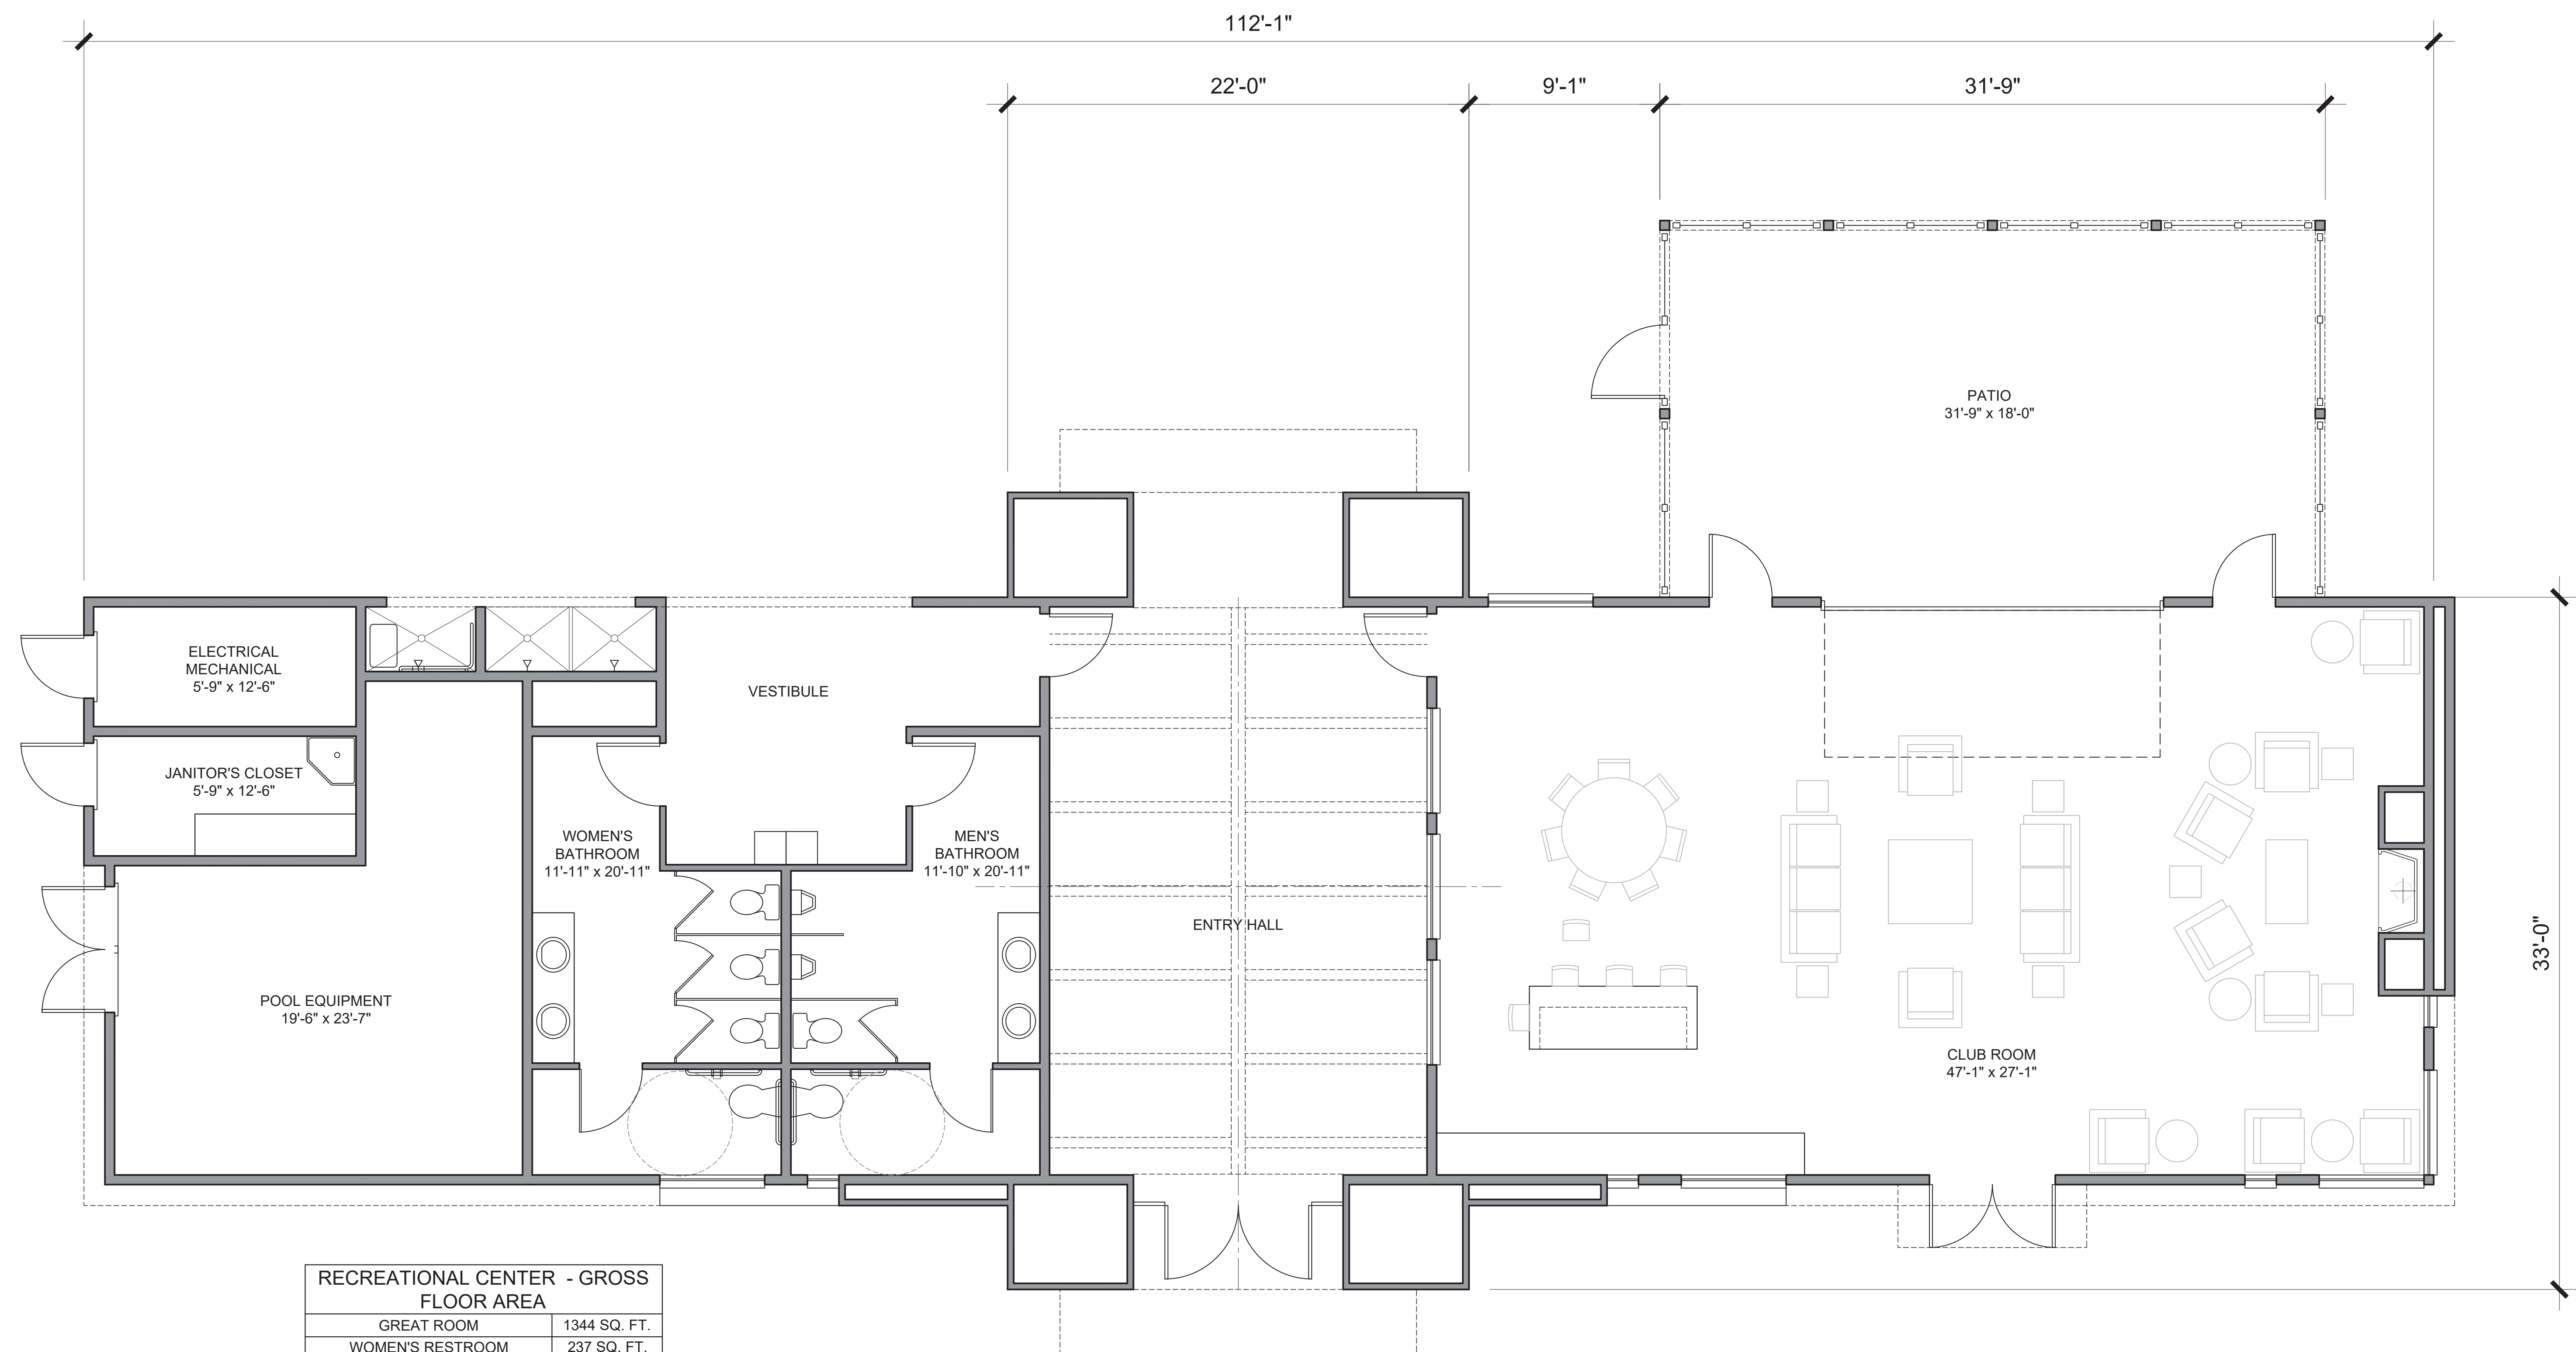 112'-1"
22'-0"
9'-1"
31'-9"
PATIO
31'-9" x 18'-0"
ELECTRICAL
MECHANICAL
5'-9" x 12'-6"
VESTIBULE
JANITOR'S CLOSET
5'-9" x 12'-6"
WOMEN'S
BATHROOM
11'-11" x 20'-11"
MEN'S
BATHROOM
11'-10" x 20'-11"
ENTRY HALL
33'-0"
POOL EQUIPMENT
19'-6" x 23'-7"
CLUB ROOM
47'-1" x 27'-1"
RECREATIONAL CENTER - GROSS
FLOOR AREA
GREAT ROOM 1344 SQ. FT.
WOMEN'S RESTROOM 237 SQ. FT.